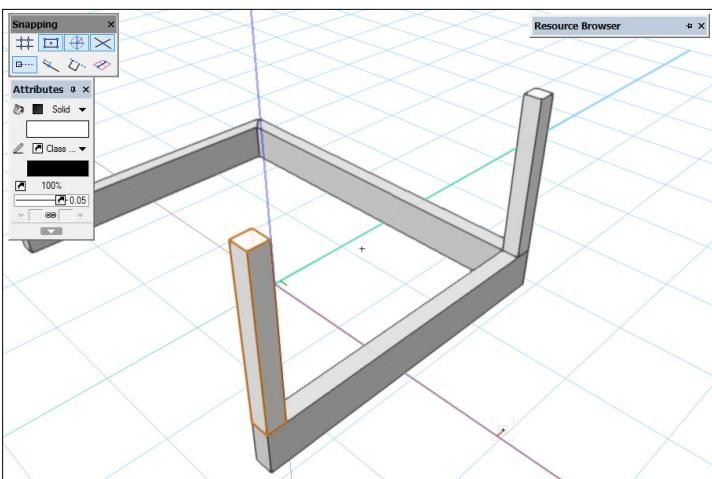 Snapping
Resource Browser
Attributes
Solid
Class ...
100%
0.05